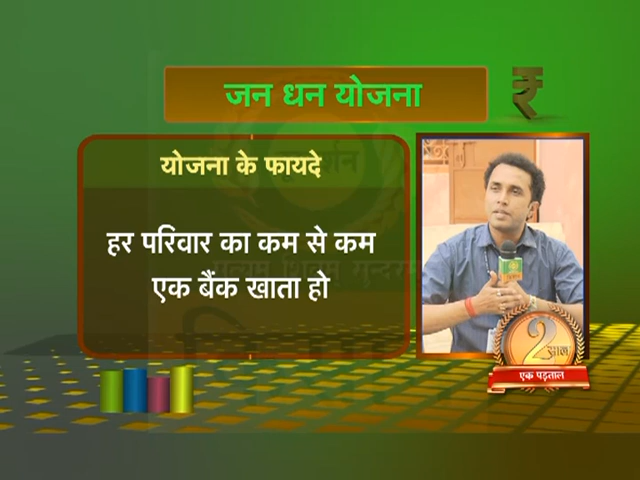 जन धन योजना
₹
योजना के फायदे
हर परिवार का कम से कम
एक बैंक खाता हो
2
साल
एक पड़ताल